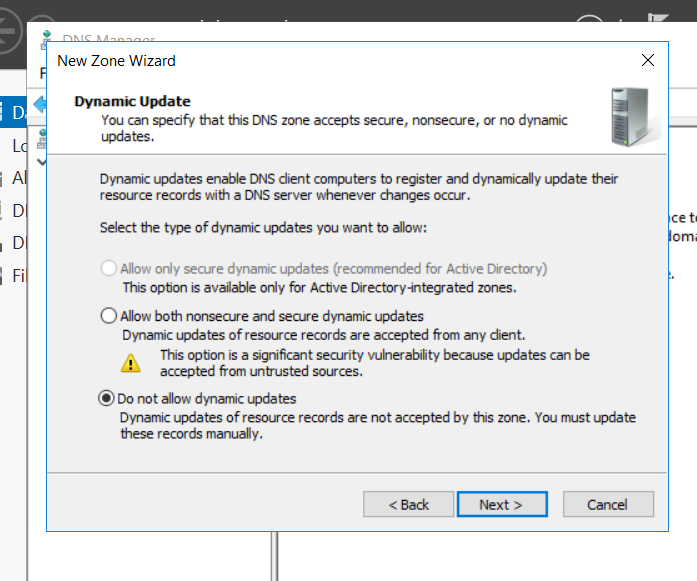 DNS Manager
New Zone Wizard
Dynamic Update
You can specify that this DNS zone accepts secure, nonsecure, or no dynamic
updates.
Dynamic updates enable DNS client computers to register and dynamically update their
resource records with a DNS server whenever changes occur.
Select the type of dynamic updates you want to allow:
Allow only secure dynamic updates (recommended for Active Directory)
This option is available only for Active Directory-integrated zones.
Allow both nonsecure and secure dynamic updates
Dynamic updates of resource records are accepted from any client.
This option is a significant security vulnerability because updates can be
accepted from untrusted sources.
Do not allow dynamic updates
Dynamic updates of resource records are not accepted by this zone. You must update
these records manually.
< Back
Next >
Cancel